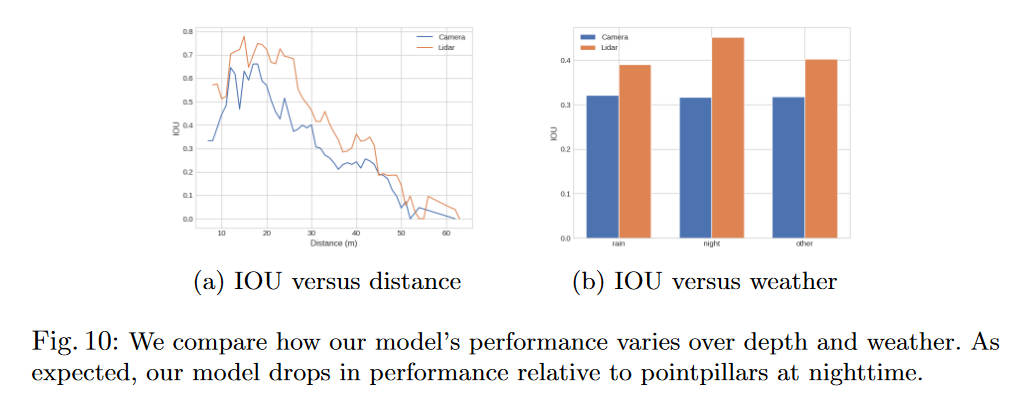 0.8
0.7
0.6
0.5
0.4
0.3
0.2
0.1
0.0
IOU
Camera
Lidar
10 20 30 40 50 60
Distance (m)
(a) IOU versus distance
0.4
0.3
0.2
0.1
0.0
IOU
Camera
Lidar
rain night other
(b) IOU versus weather
Fig. 10: We compare how our model's performance varies over depth and weather. As
expected, our model drops in performance relative to pointpillars at nighttime.